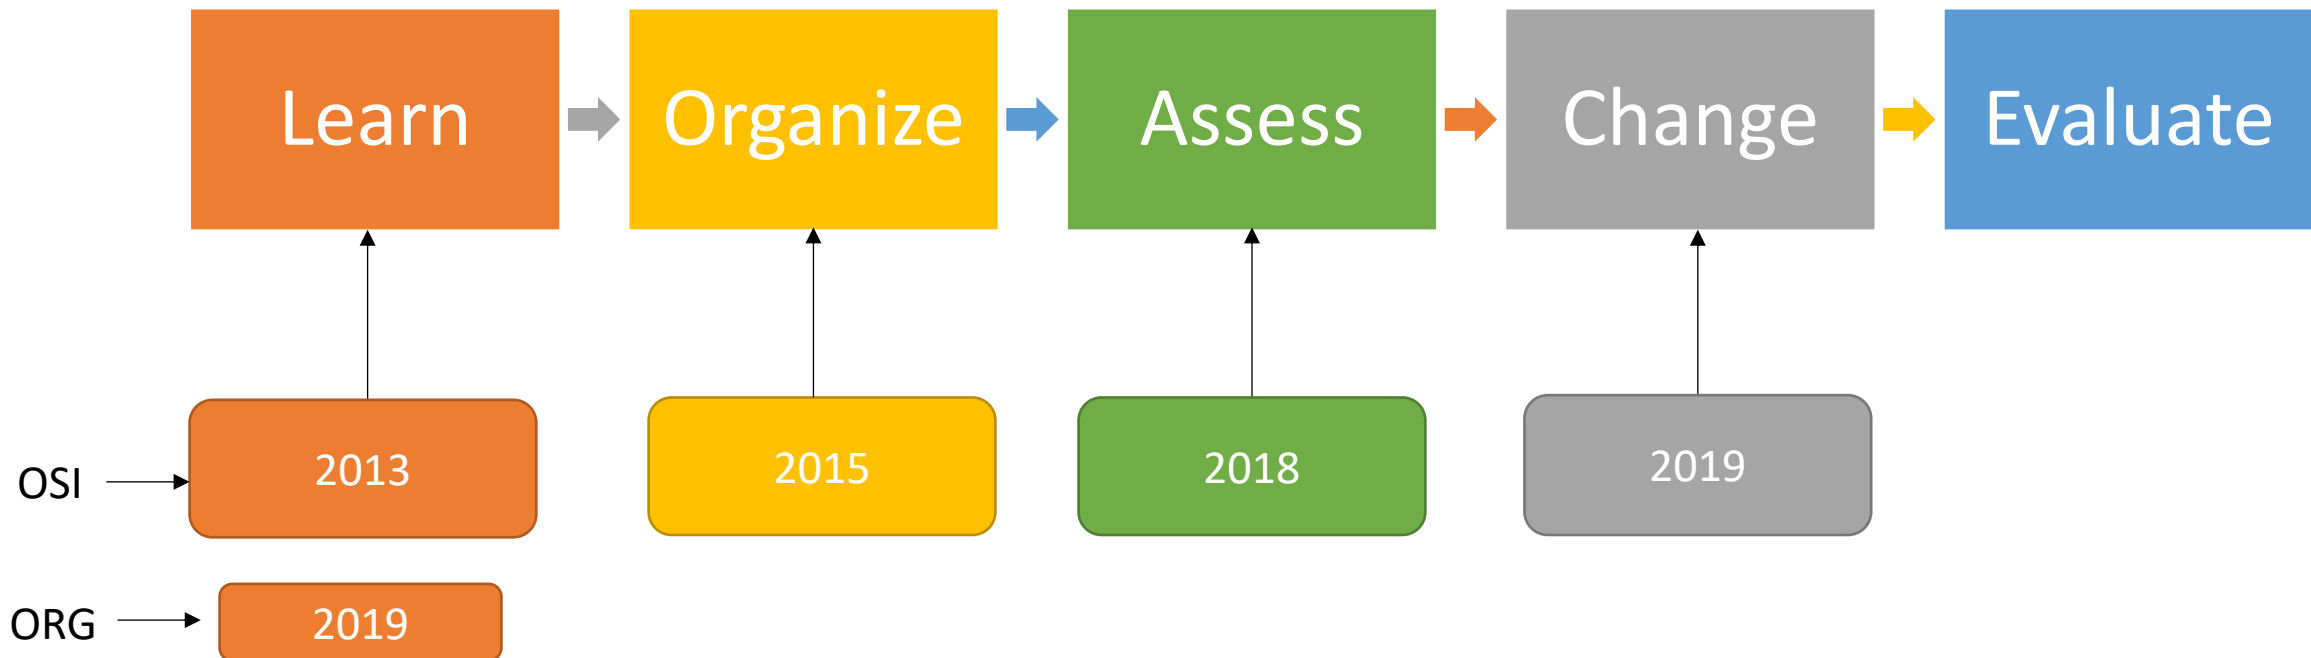 Learn
Organize
Assess
Change
Evaluate
OSI
2013
2015
2018
2019
ORG
2019